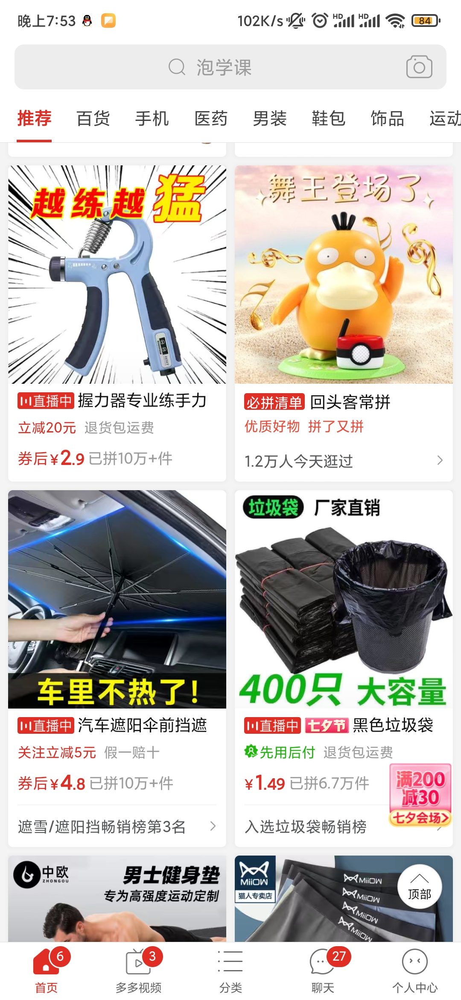 晚上7:53
102K/s
HD
HD
84
泡学课
推荐 百货 手机 医药 男装 鞋包 饰品 运动
越练越猛
RESET
直播中 握力器专业练手力
立减20元 退货包运费
券后¥2.9 已拼10万+件
舞王登场了
必拼清单 回头客常拼
优质好物 拼了又拼
1.2万人今天逛过
车里不热了!
直播中 汽车遮阳伞前挡遮
关注立减5元 假一赔十
券后¥4.8 已拼10万+件
遮雪/遮阳挡畅销榜第3名
垃圾袋 厂家直销
400只 大容量
直播中 七夕节 黑色垃圾袋
先用后付 退货包运费
¥1.49 已拼6.7万件
入选垃圾袋畅销榜
满200
减30
七夕会场
中欧
ZHONGOU
男士健身垫
专为高强度运动定制
MiiOW
猫人专卖店
MiiOW
MiiOW
MiiOW
MiiOW
顶部
6
3
27
首页 多多视频 分类 聊天 个人中心